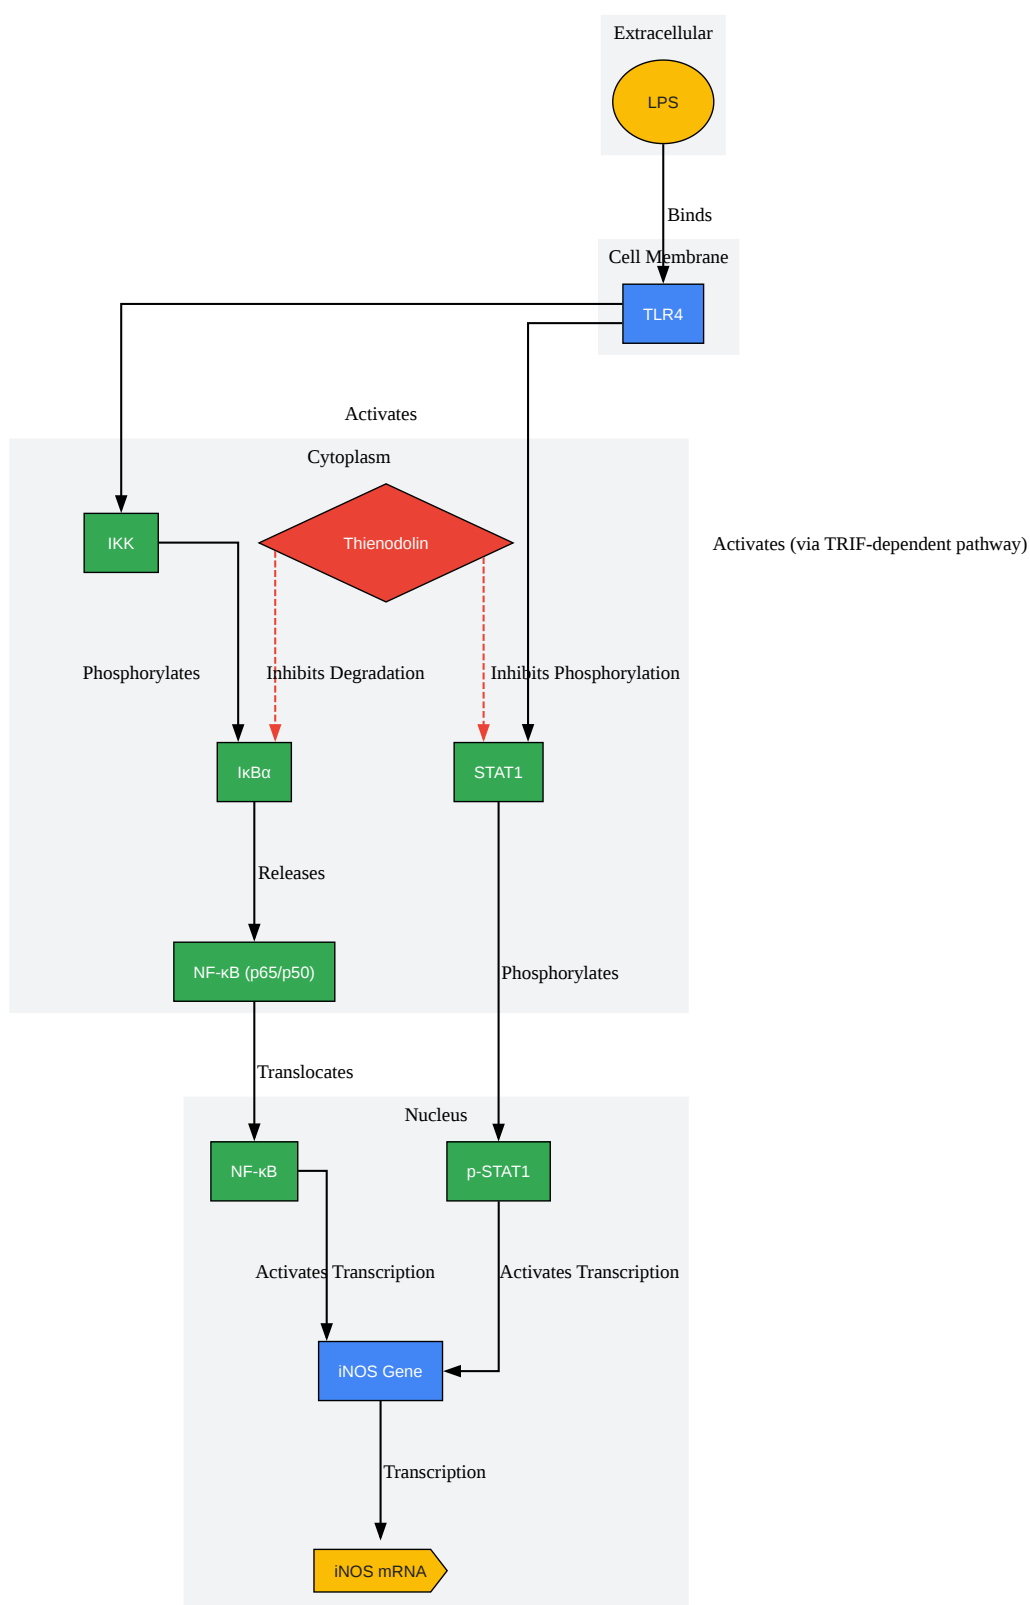 Extracellular
LPS
Binds
Cell Membrane
TLR4
Activates
Cytoplasm
IKK
Thienodolin
Activates (via TRIF-dependent pathway)
Phosphorylates
Inhibits Degradation
Inhibits Phosphorylation
IκBα
STAT1
Releases
NF-κB (p65/p50)
Phosphorylates
Translocates
Nucleus
NF-κB
p-STAT1
Activates Transcription
Activates Transcription
iNOS Gene
Transcription
iNOS mRNA